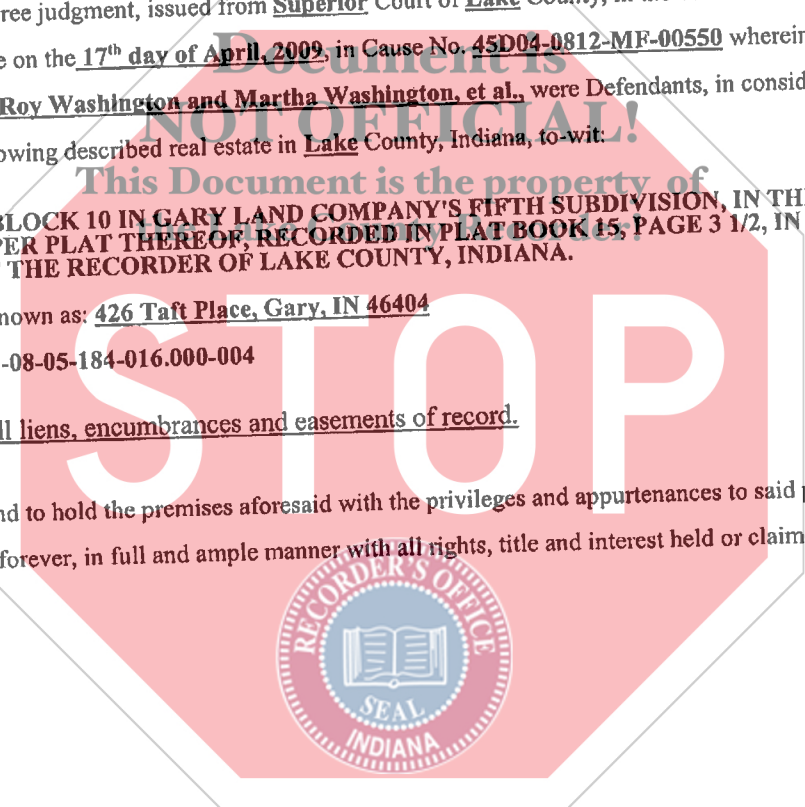 ree judgment, issued from Superior Court of Lake County, in the
e on the 17th day of April, 2009, in Cause No. 45D04-0812-MF-00550 wherein
Document is
Roy Washington and Martha Washington, et al., were Defendants, in consid
NOT OFFICIAL!
owing described real estate in Lake County, Indiana, to-wit:
This Document is the property of
the Lake County Recorder!
BLOCK 10 IN GARY LAND COMPANY'S FIFTH SUBDIVISION, IN TH
PER PLAT THEREOF, RECORDED IN PLAT BOOK 15, PAGE 3 1/2, IN
THE RECORDER OF LAKE COUNTY, INDIANA.
nown as: 426 Taft Place, Gary, IN 46404
-08-05-184-016.000-004
STOP
ll liens, encumbrances and easements of record.
nd to hold the premises aforesaid with the privileges and appurtenances to said p
forever, in full and ample manner with all rights, title and interest held or claim
RECORDER'S OFFICE
SEAL
INDIANA